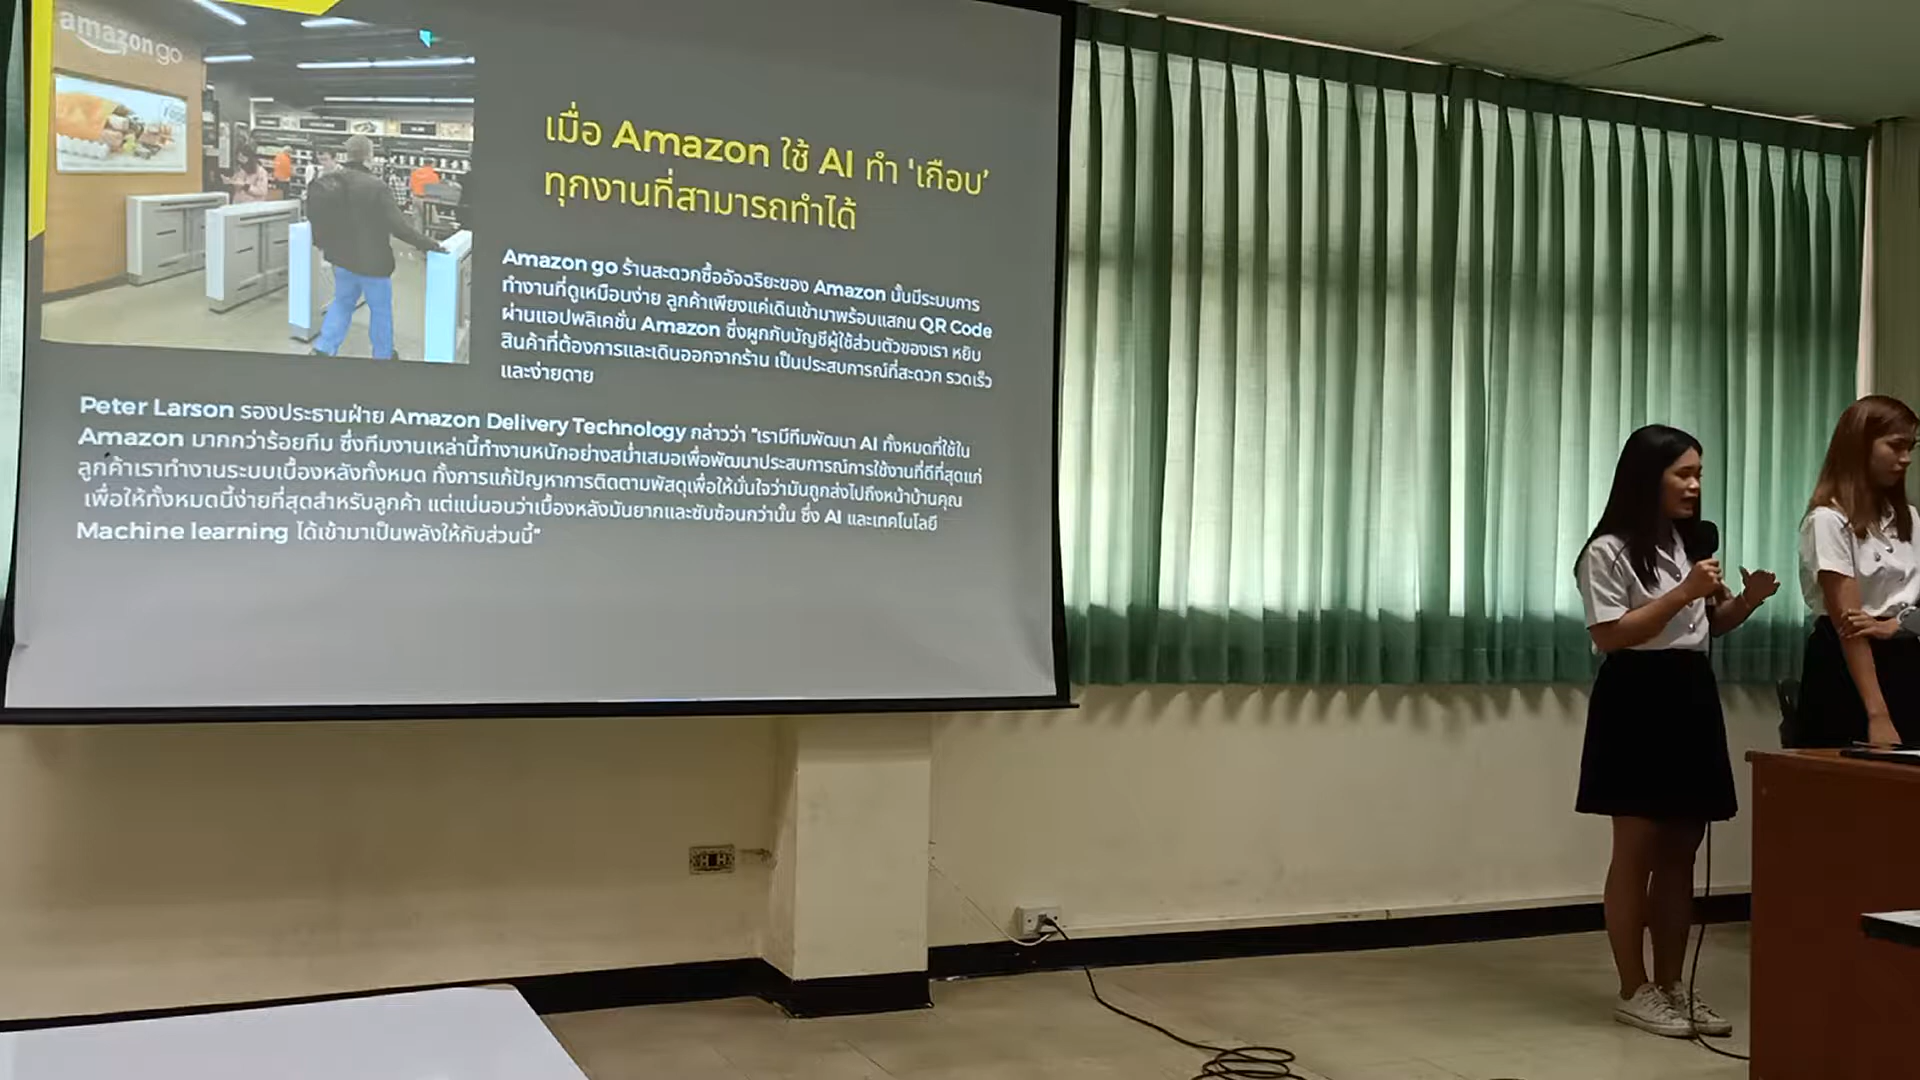 amazon go
เมื่อ Amazon ใช้ AI ทำ 'เกือบ'
ทุกงานที่สามารถทำได้
Amazon go ร้านสะดวกซื้ออัจฉริยะของ Amazon นั้นมีระบบการ
ทำงานที่ดูเหมือนง่าย ลูกค้าเพียงแค่เดินเข้ามาพร้อมแสกน QR Code
ผ่านแอปพลิเคชั่น Amazon ซึ่งผูกกับบัญชีผู้ใช้ส่วนตัวของเรา หยิบ
สินค้าที่ต้องการและเดินออกจากร้าน เป็นประสบการณ์ที่สะดวก รวดเร็ว
และง่ายดาย
Peter Larson รองประธานฝ่าย Amazon Delivery Technology กล่าวว่า "เรามีทีมพัฒนา AI ทั้งหมดที่ใช้ใน
Amazon มากกว่าร้อยทีม ซึ่งทีมงานเหล่านี้ทำงานหนักอย่างสม่ำเสมอเพื่อพัฒนาประสบการณ์การใช้งานที่ดีที่สุดแก่
ลูกค้าเราทำงานระบบเบื้องหลังทั้งหมด ทั้งการแก้ปัญหาการติดตามพัสดุเพื่อให้มั่นใจว่ามันถูกส่งไปถึงหน้าบ้านคุณ
เพื่อให้ทั้งหมดนี้ง่ายที่สุดสำหรับลูกค้า แต่แน่นอนว่าเบื้องหลังมันยากและซับซ้อนกว่านั้น ซึ่ง AI และเทคโนโลยี
Machine learning ได้เข้ามาเป็นพลังให้กับส่วนนี้"